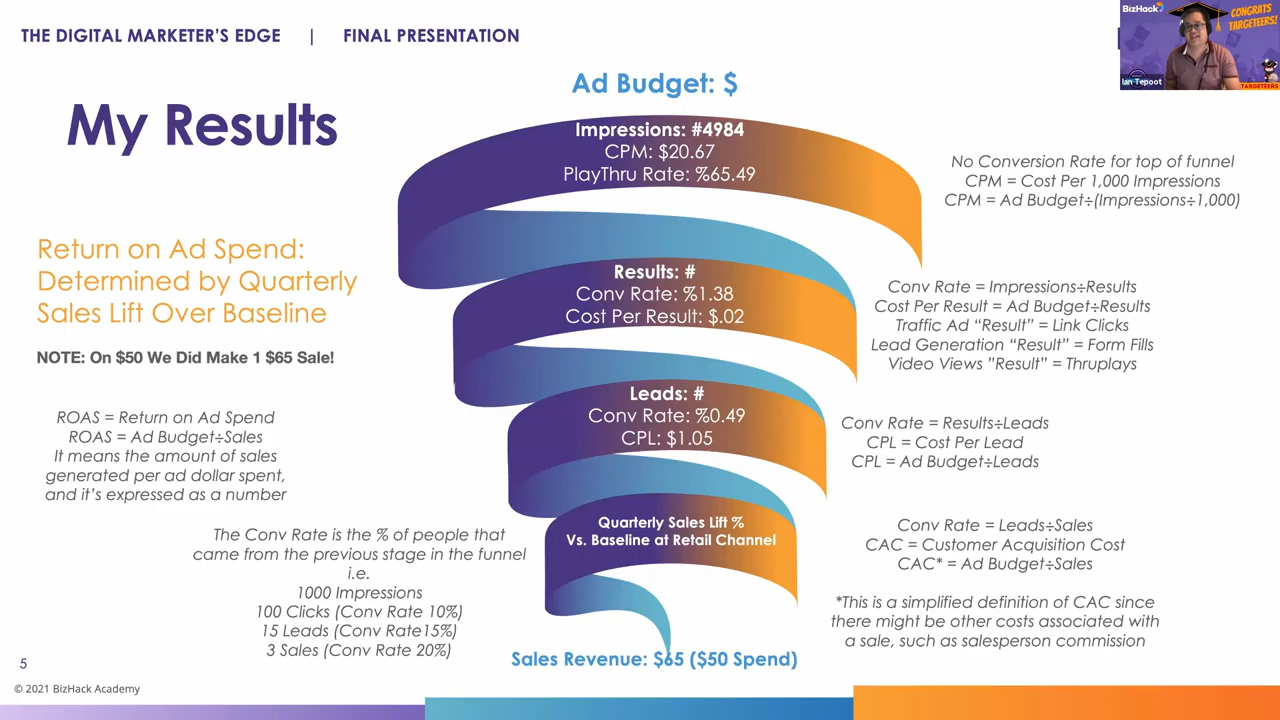 THE DIGITAL MARKETER'S EDGE | FINAL PRESENTATION
BizHack
CONGRATS
TARGETEERS!
Ian Tepoot
TARGETEERS
My Results
Ad Budget: $
Impressions: #4984
CPM: $20.67
PlayThru Rate: %65.49
No Conversion Rate for top of funnel
CPM = Cost Per 1,000 Impressions
CPM = Ad Budget÷(Impressions÷1,000)
Return on Ad Spend:
Determined by Quarterly
Sales Lift Over Baseline
NOTE: On $50 We Did Make 1 $65 Sale!
Results: #
Conv Rate: %1.38
Cost Per Result: $.02
Conv Rate = Impressions÷Results
Cost Per Result = Ad Budget÷Results
Traffic Ad “Result” = Link Clicks
Lead Generation “Result” = Form Fills
Video Views ”Result” = Thruplays
ROAS = Return on Ad Spend
ROAS = Ad Budget÷Sales
It means the amount of sales
generated per ad dollar spent,
and it’s expressed as a number
Leads: #
Conv Rate: %0.49
CPL: $1.05
Conv Rate = Results÷Leads
CPL = Cost Per Lead
CPL = Ad Budget÷Leads
The Conv Rate is the % of people that
came from the previous stage in the funnel
i.e.
1000 Impressions
100 Clicks (Conv Rate 10%)
15 Leads (Conv Rate15%)
3 Sales (Conv Rate 20%)
Quarterly Sales Lift %
Vs. Baseline at Retail Channel
Conv Rate = Leads÷Sales
CAC = Customer Acquisition Cost
CAC* = Ad Budget÷Sales
*This is a simplified definition of CAC since
there might be other costs associated with
a sale, such as salesperson commission
Sales Revenue: $65 ($50 Spend)
5
© 2021 BizHack Academy